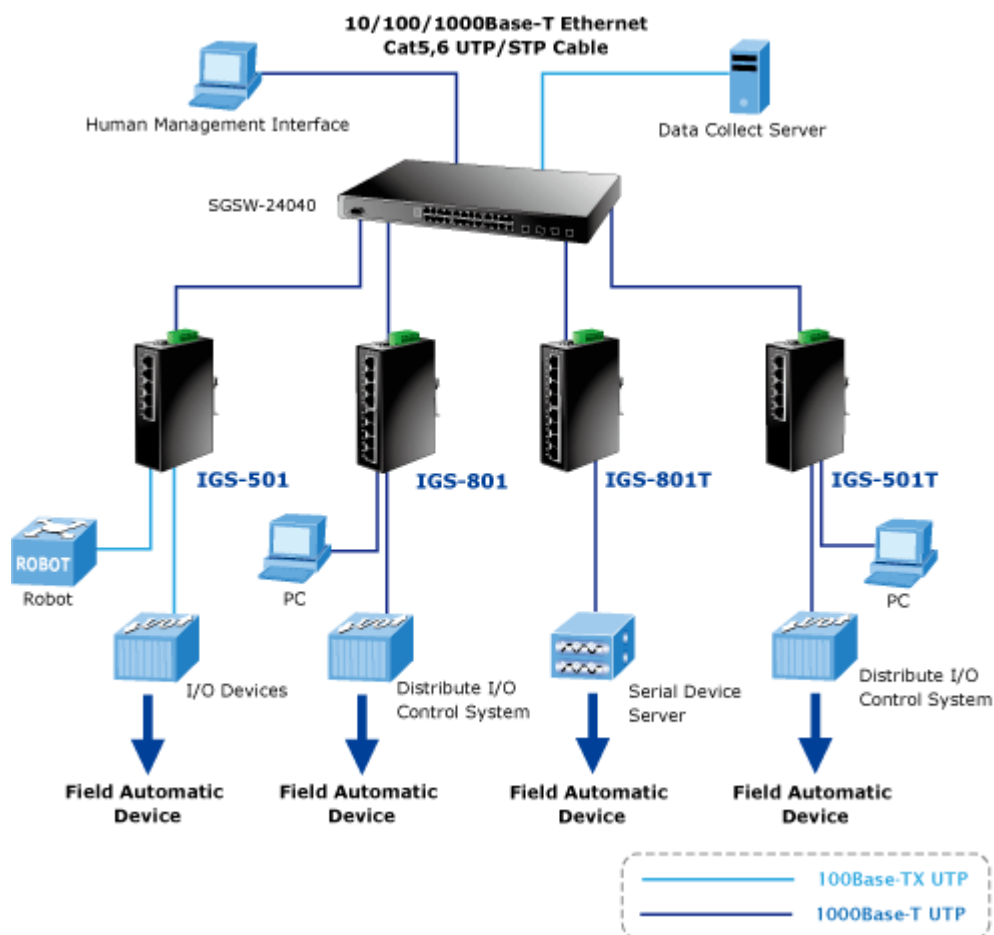 10/100/1000Base-T Ethernet
Cat5,6 UTP/STP Cable
Human Management Interface
Data Collect Server
SGSW-24040
IGS-501
IGS-801
IGS-801T
IGS-501T
ROBOT
Robot
PC
PC
I/O Devices
Distribute I/O
Control System
Serial Device
Server
Distribute I/O
Control System
Field Automatic
Device
Field Automatic
Device
Field Automatic
Device
Field Automatic
Device
100Base-TX UTP
1000Base-T UTP